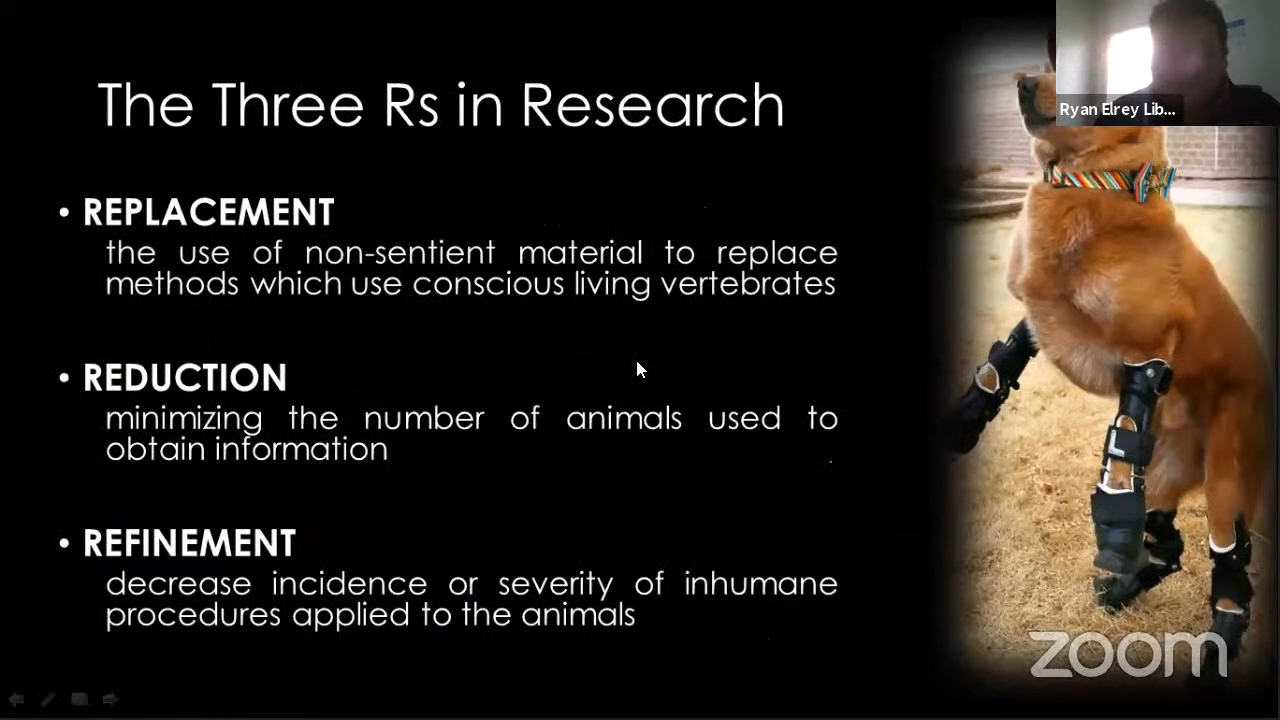 The Three Rs in Research
Ryan Elrey Lib...
• REPLACEMENT
the use of non-sentient material to replace
methods which use conscious living vertebrates
• REDUCTION
minimizing the number of animals used to
obtain information
• REFINEMENT
decrease incidence or severity of inhumane
procedures applied to the animals
zoom